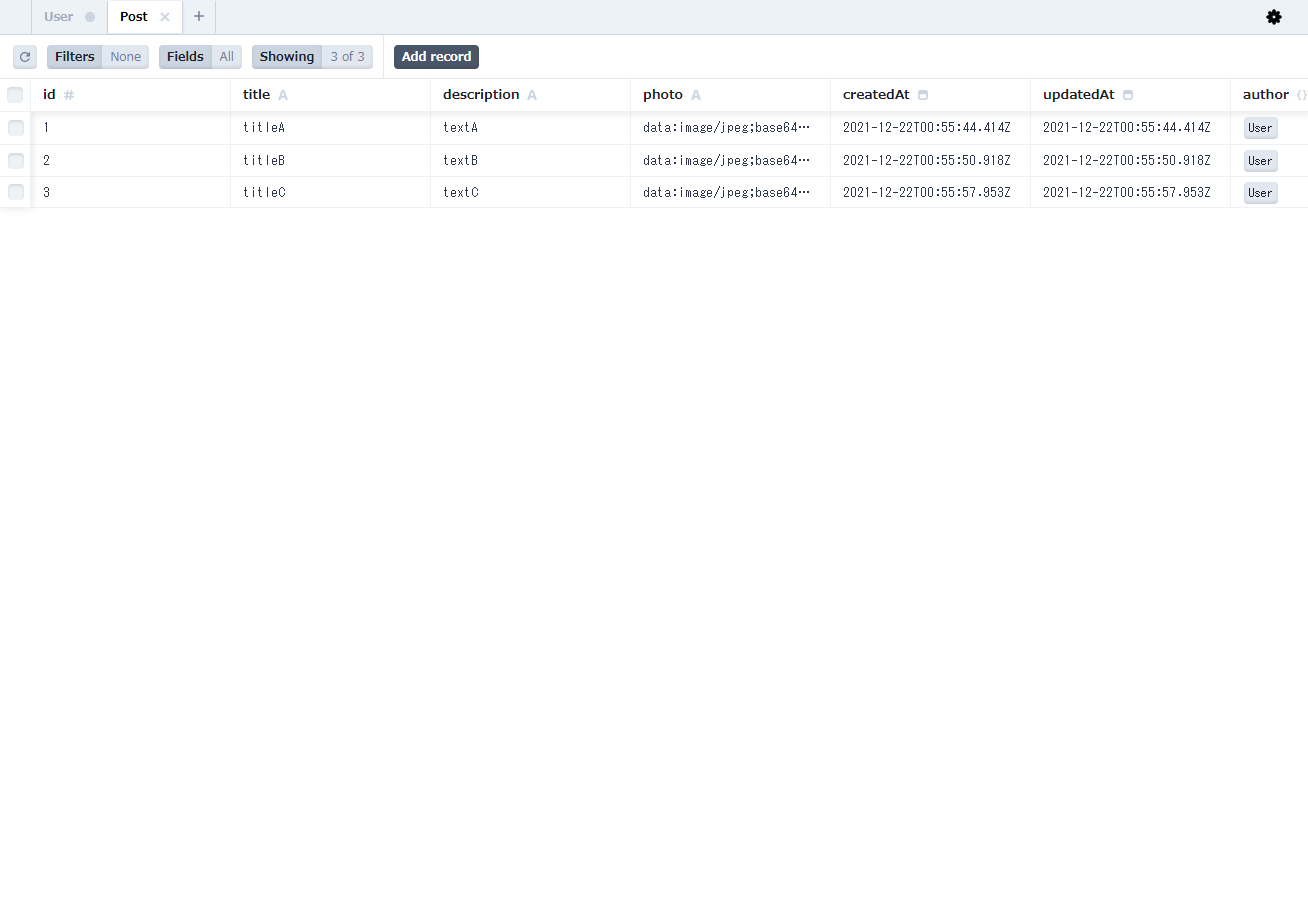 User Post +
Filters None Fields All Showing 3 of 3 Add record
id # title A description A photo A createdAt updatedAt author {}
1 titleA textA data:image/jpeg;base64… 2021-12-22T00:55:44.414Z 2021-12-22T00:55:44.414Z User
2 titleB textB data:image/jpeg;base64… 2021-12-22T00:55:50.918Z 2021-12-22T00:55:50.918Z User
3 titleC textC data:image/jpeg;base64… 2021-12-22T00:55:57.953Z 2021-12-22T00:55:57.953Z User